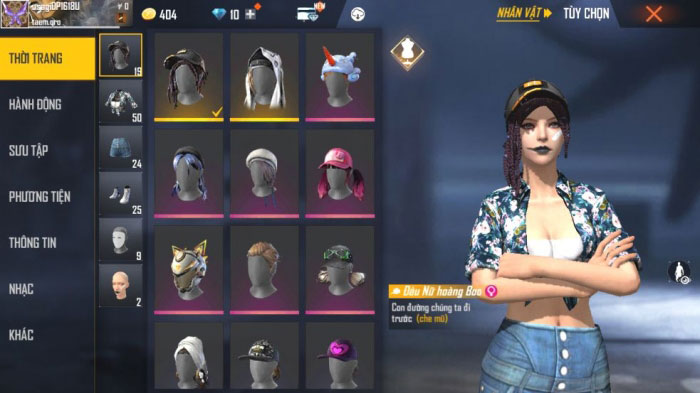 404
10
NHÂN VẬT
TÙY CHỌN
THỜI TRANG
HÀNH ĐỘNG
SƯU TẬP
PHƯƠNG TIỆN
THÔNG TIN
NHẠC
KHÁC
19
50
24
25
9
2
Đầu Nữ hoàng Boo
Con đường chúng ta đi
trước (che mũ)